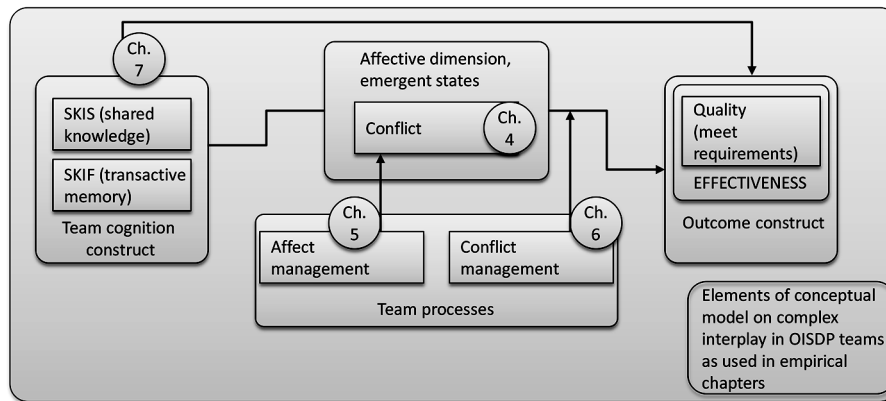 Ch.
7
SKIS (shared
knowledge)
SKIF (transactive
memory)
Team cognition
construct
Affective dimension,
emergent states
Conflict
Ch.
4
Ch.
5
Affect
management
Ch.
6
Conflict
management
Team processes
Quality
(meet
requirements)
EFFECTIVENESS
Outcome construct
Elements of conceptual
model on complex
interplay in OISDP teams
as used in empirical
chapters